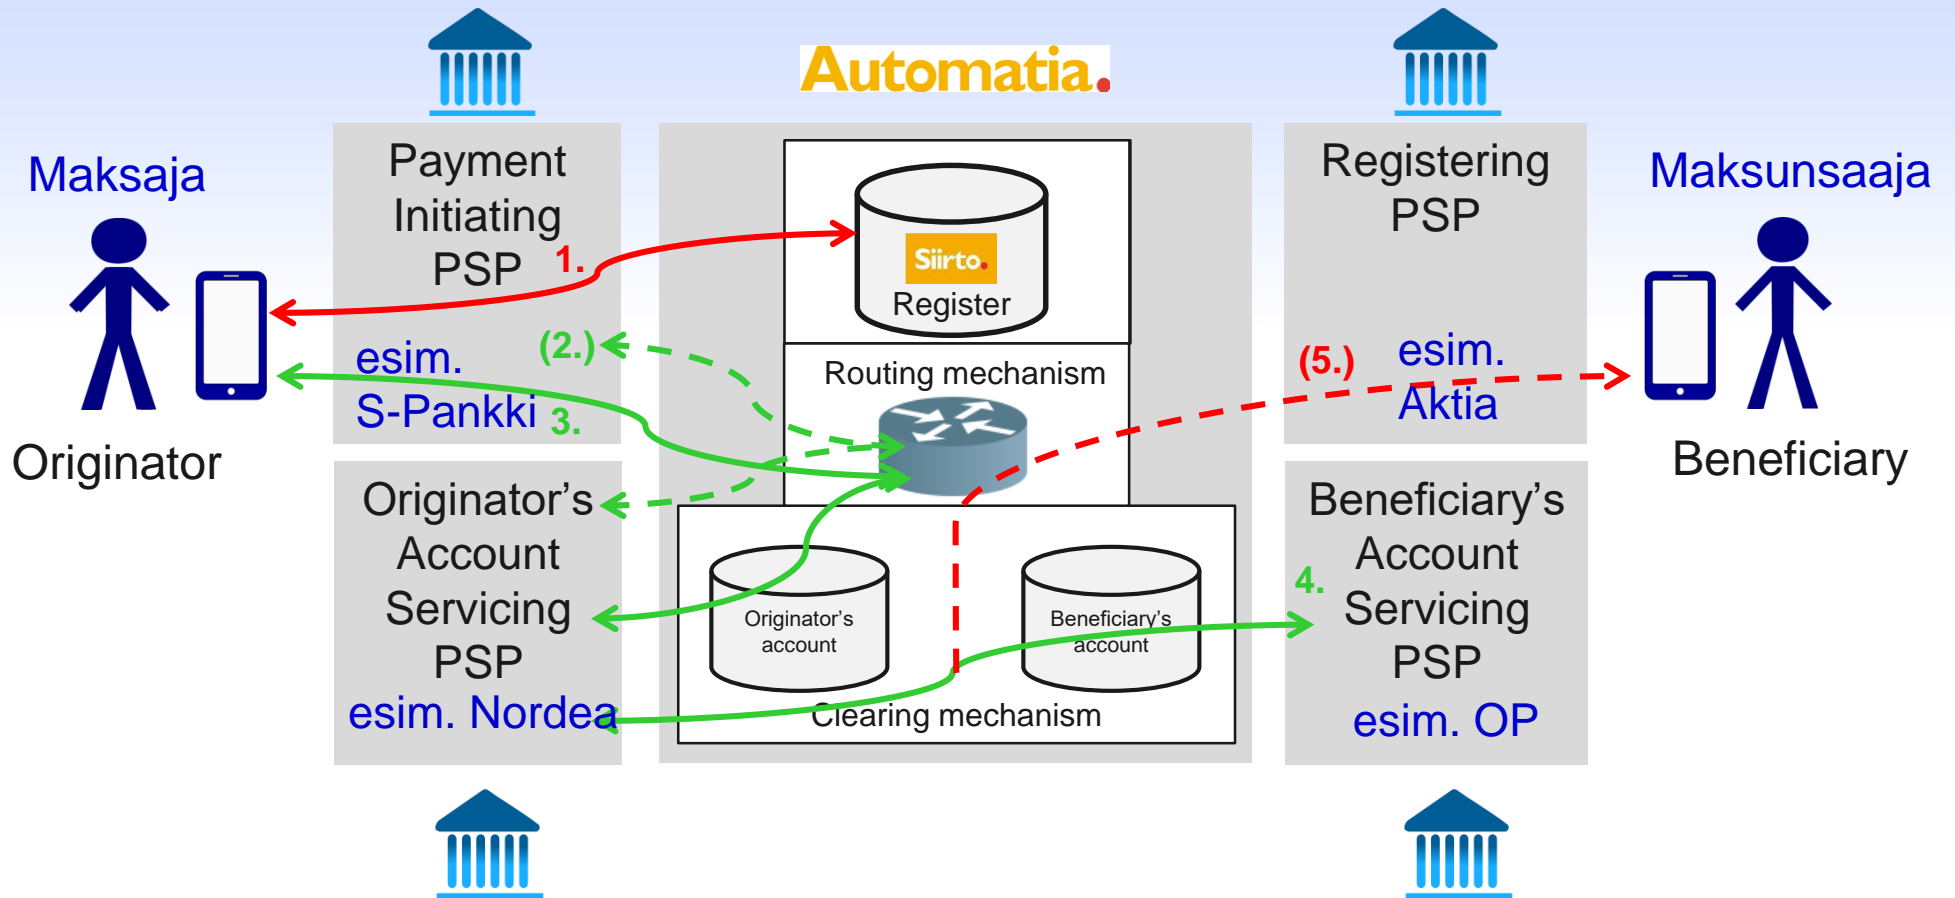 Automatia.
Maksaja
Originator
Payment
Initiating
PSP
1.
(2.)
esim.
S-Pankki
3.
Originator's
Account
Servicing
PSP
esim. Nordea
Siirto.
Register
Routing mechanism
Originator's
account
Beneficiary's
account
Clearing mechanism
Registering
PSP
(5.)
esim.
Aktia
4.
Beneficiary's
Account
Servicing
PSP
esim. OP
Maksunsaaja
Beneficiary